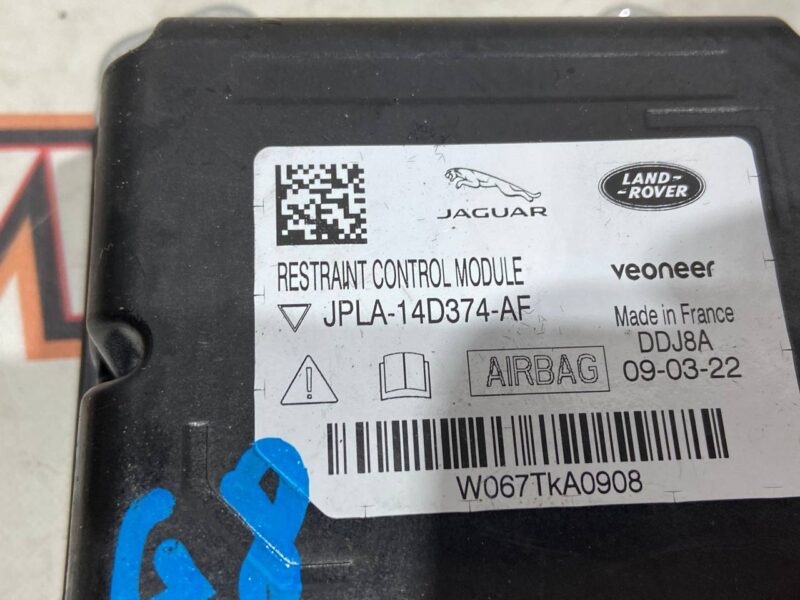 JAGUAR
LAND-
-ROVER
RESTRAINT CONTROL MODULE
veoneer
JPLA-14D374-AF
Made in France
DDJ8A
AIRBAG
09-03-22
W067TkA0908
G8